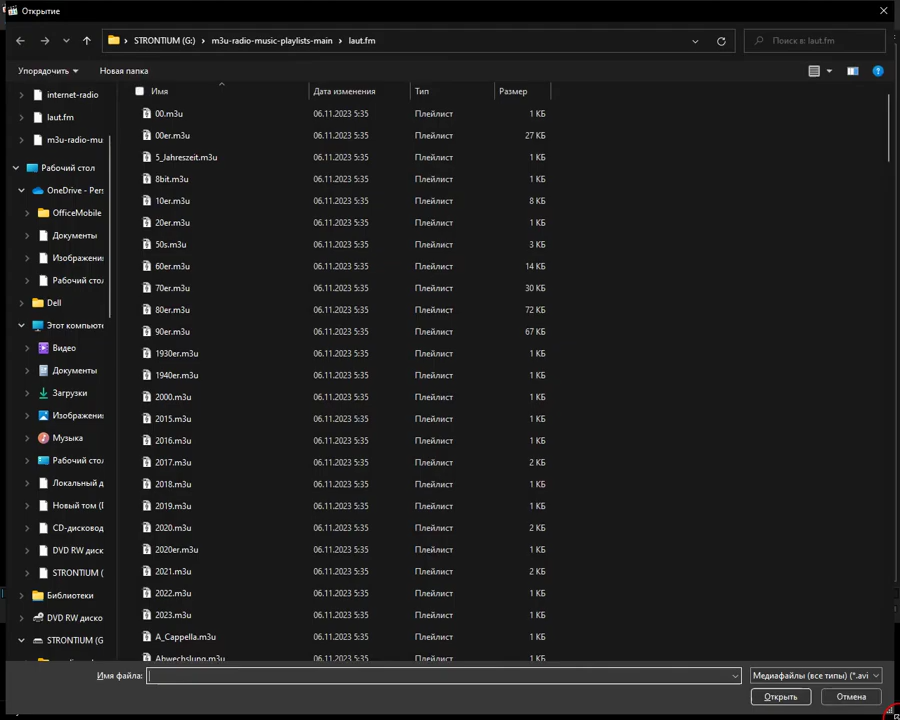 Открытие
STRONTIUM (G:) › m3u-radio-music-playlists-main › laut.fm
Поиск в: laut.fm
Упорядочить
Новая папка
internet-radio
laut.fm
m3u-radio-mu
Рабочий стол
OneDrive - Pers
OfficeMobile
Документы
Изображени
Рабочий стол
Dell
Этот компьюте
Видео
Документы
Загрузки
Изображени
Музыка
Рабочий стол
Локальный д
Новый том (I
CD-дисковод
DVD RW диск
STRONTIUM (
Библиотеки
DVD RW диско
STRONTIUM (G
Имя Дата изменения Тип Размер
00.m3u 06.11.2023 5:35 Плейлист 1 КБ
00er.m3u 06.11.2023 5:35 Плейлист 27 КБ
5_Jahreszeit.m3u 06.11.2023 5:35 Плейлист 1 КБ
8bit.m3u 06.11.2023 5:35 Плейлист 1 КБ
10er.m3u 06.11.2023 5:35 Плейлист 8 КБ
20er.m3u 06.11.2023 5:35 Плейлист 1 КБ
50s.m3u 06.11.2023 5:35 Плейлист 3 КБ
60er.m3u 06.11.2023 5:35 Плейлист 14 КБ
70er.m3u 06.11.2023 5:35 Плейлист 30 КБ
80er.m3u 06.11.2023 5:35 Плейлист 72 КБ
90er.m3u 06.11.2023 5:35 Плейлист 67 КБ
1930er.m3u 06.11.2023 5:35 Плейлист 1 КБ
1940er.m3u 06.11.2023 5:35 Плейлист 1 КБ
2000.m3u 06.11.2023 5:35 Плейлист 1 КБ
2015.m3u 06.11.2023 5:35 Плейлист 1 КБ
2016.m3u 06.11.2023 5:35 Плейлист 1 КБ
2017.m3u 06.11.2023 5:35 Плейлист 2 КБ
2018.m3u 06.11.2023 5:35 Плейлист 1 КБ
2019.m3u 06.11.2023 5:35 Плейлист 1 КБ
2020.m3u 06.11.2023 5:35 Плейлист 2 КБ
2020er.m3u 06.11.2023 5:35 Плейлист 1 КБ
2021.m3u 06.11.2023 5:35 Плейлист 2 КБ
2022.m3u 06.11.2023 5:35 Плейлист 1 КБ
2023.m3u 06.11.2023 5:35 Плейлист 1 КБ
A_Cappella.m3u 06.11.2023 5:35 Плейлист 1 КБ
Abwechslung.m3u 06.11.2023 5:35 Плейлист 1 КБ
Имя файла:
Медиафайлы (все типы) (*.avi
Открыть
Отмена